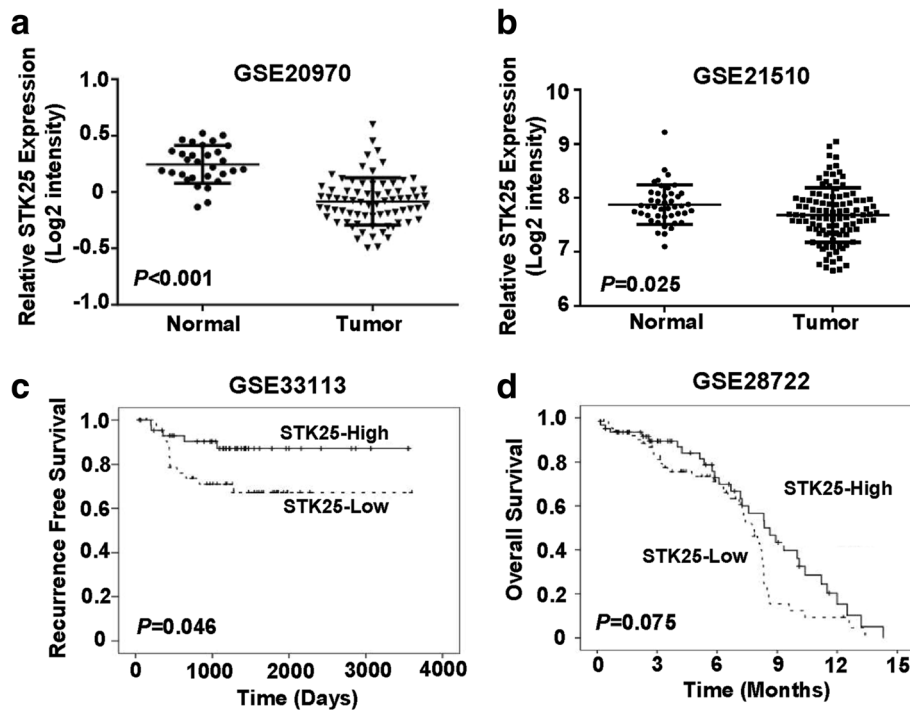 a
GSE20970
Relative STK25 Expression
(Log2 intensity)
1.0
0.5
0
-0.5
-1.0
P<0.001
Normal
Tumor
b
GSE21510
Relative STK25 Expression
(Log2 intensity)
10
9
8
7
6
P=0.025
Normal
Tumor
c
GSE33113
Recurrence Free Survival
1.0
0.8
0.6
0.4
0.2
0
STK25-High
STK25-Low
P=0.046
0
1000
2000
3000
4000
Time (Days)
d
GSE28722
Overall Survival
1.0
0.8
0.6
0.4
0.2
0
STK25-High
STK25-Low
P=0.075
0
3
6
9
12
15
Time (Months)